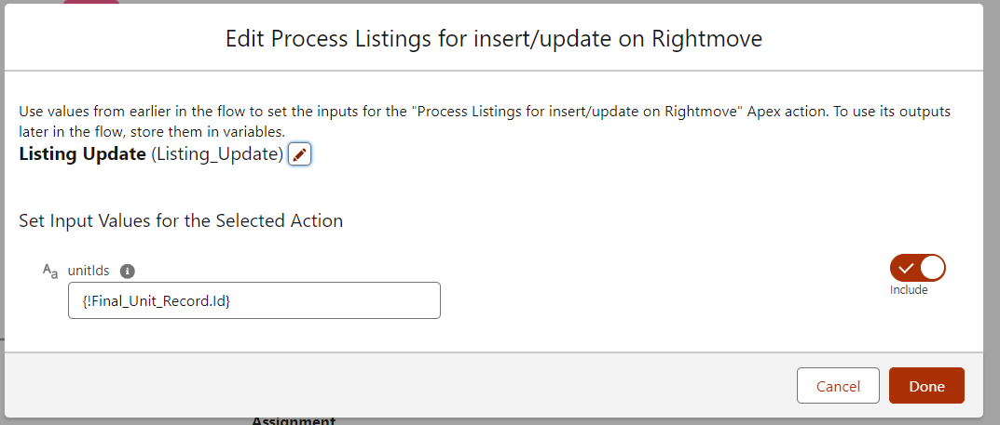 Edit Process Listings for insert/update on Rightmove
Use values from earlier in the flow to set the inputs for the "Process Listings for insert/update on Rightmove" Apex action. To use its outputs
later in the flow, store them in variables.
Listing Update (Listing_Update)
Set Input Values for the Selected Action
Aa unitIds
{!Final_Unit_Record.Id}
Include
Cancel
Done
Assignment